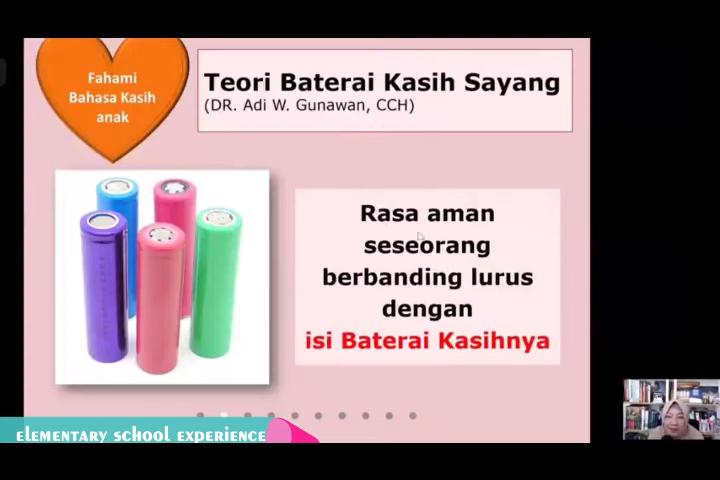 Fahami
Bahasa Kasih
anak
Teori Baterai Kasih Sayang
(DR. Adi W. Gunawan, CCH)
Rasa aman
seseorang
berbanding lurus
dengan
isi Baterai Kasihnya
ELEMENTARY SCHOOL EXPERIENCE